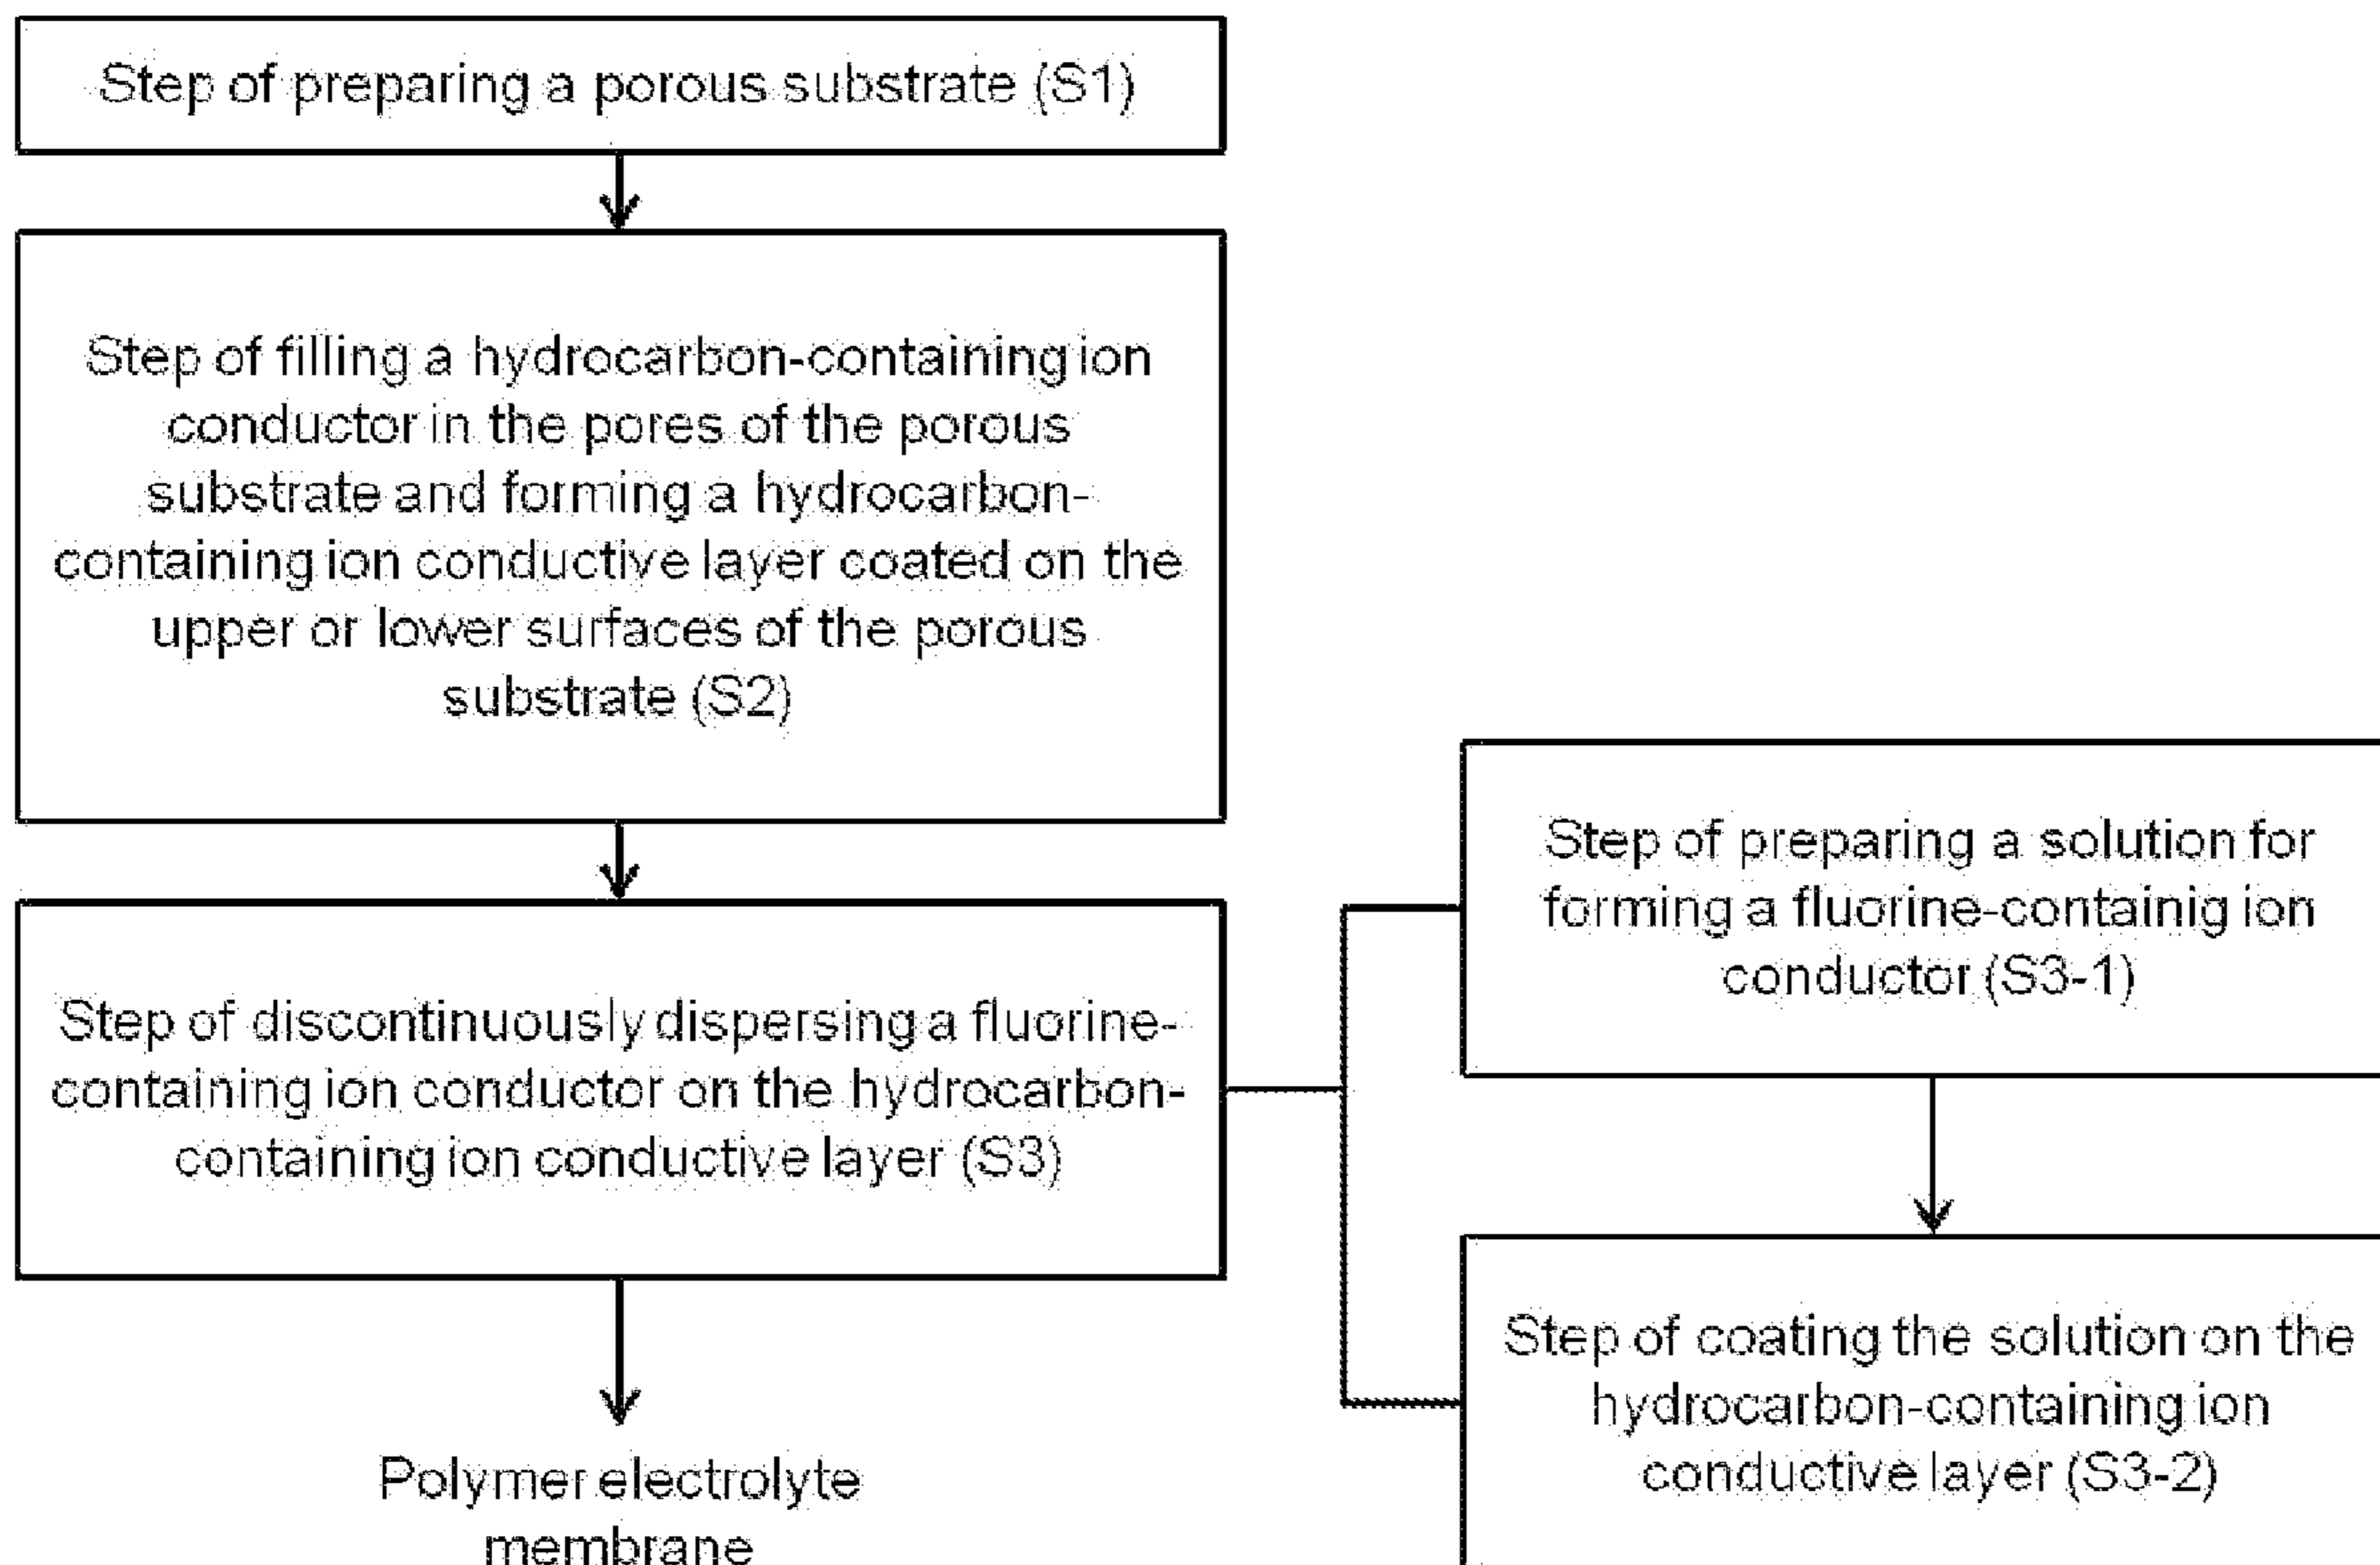 Step of preparing a porous substrate (S1)
Step of filling a hydrocarbon-containing ion
conductor in the pores of the porous
substrate and forming a hydrocarbon-
containing ion conductive layer coated on the
upper or lower surfaces of the porous
substrate (S2)
Step of discontinuously dispersing a fluorine-
containing ion conductor on the hydrocarbon-
containing ion conductive layer (S3)
Polymer electrolyte
membrane
Step of preparing a solution for
forming a fluorine-containig ion
conductor (S3-1)
Step of coating the solution on the
hydrocarbon-containing ion
conductive layer (S3-2)